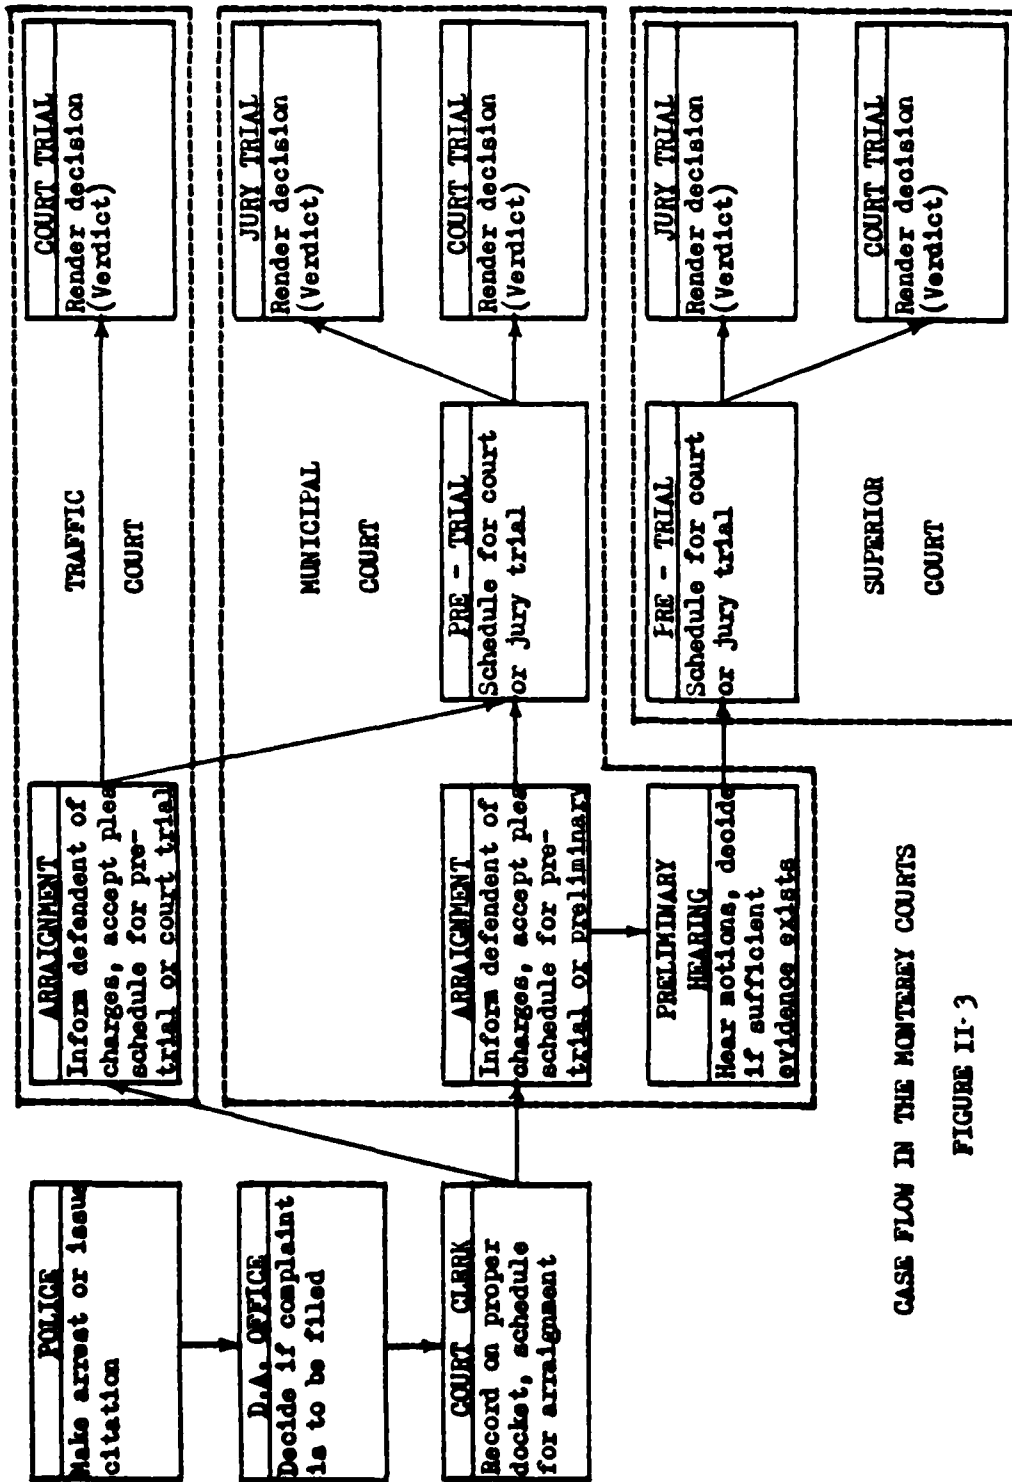 POLICE
Make arrest or issue
citation
D.A. OFFICE
Decide if complaint
is to be filed
COURT CLERK
Record on proper
docket, schedule
for arraignment
ARRAIGNMENT
Inform defendent of
charges, accept plea
schedule for pre-
trial or court trial
TRAFFIC
COURT
COURT TRIAL
Render decision
(Verdict)
ARRAIGNMENT
Inform defendent of
charges, accept plea
schedule for pre-
trial or preliminary
PRELIMINARY
HEARING
Hear motions, decide
if sufficient
evidence exists
MUNICIPAL
COURT
PRE - TRIAL
Schedule for court
or jury trial
JURY TRIAL
Render decision
(Verdict)
COURT TRIAL
Render decision
(Verdict)
PRE - TRIAL
Schedule for court
or jury trial
SUPERIOR
COURT
JURY TRIAL
Render decision
(Verdict)
COURT TRIAL
Render decision
(Verdict)
CASE FLOW IN THE MONTEREY COURTS
FIGURE II-3